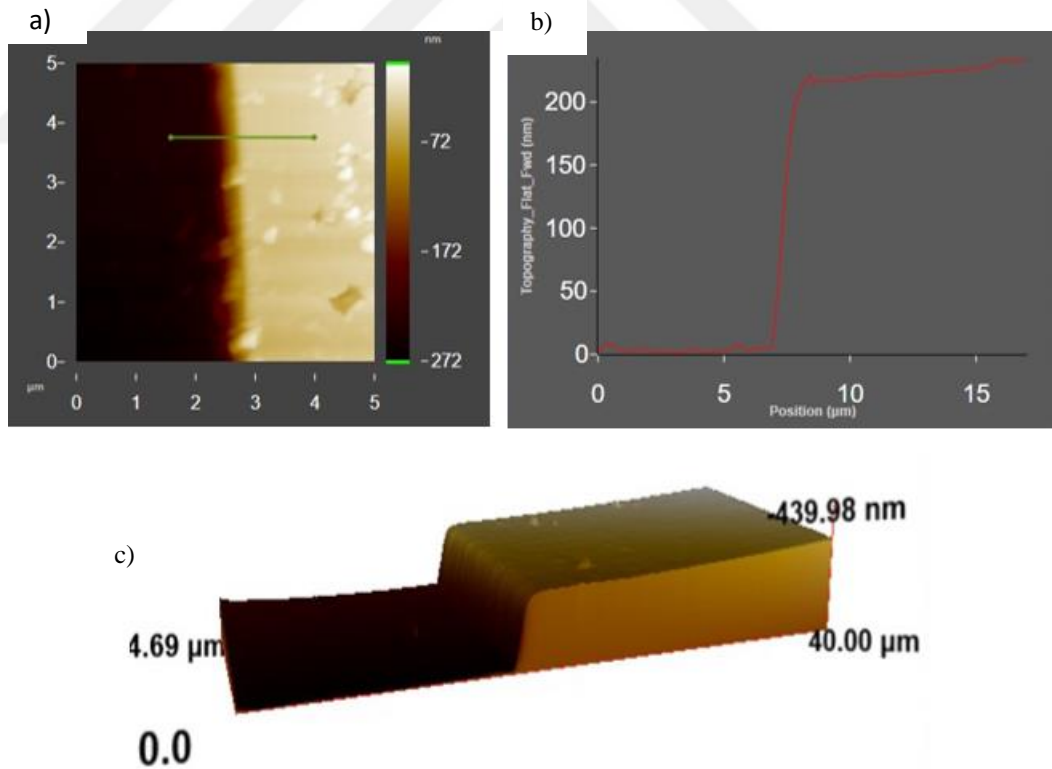 a)
nm
5-
4-
3-
2-
1-
0-
-72
-172
-272
µm
0 1 2 3 4 5
b)
Topography_Flat_Fwd (nm)
200
150
100
50
0
0 5 10 15
Position (µm)
c)
-439.98 nm
4.69 µm
40.00 µm
0.0